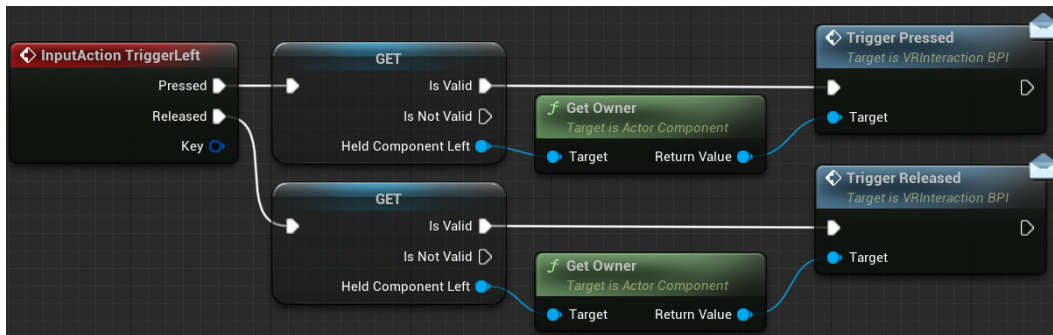 InputAction TriggerLeft
Pressed
Released
Key
GET
Is Valid
Is Not Valid
Held Component Left
f Get Owner
Target is Actor Component
Target Return Value
Trigger Pressed
Target is VRInteraction BPI
Target
GET
Is Valid
Is Not Valid
Held Component Left
f Get Owner
Target is Actor Component
Target Return Value
Trigger Released
Target is VRInteraction BPI
Target